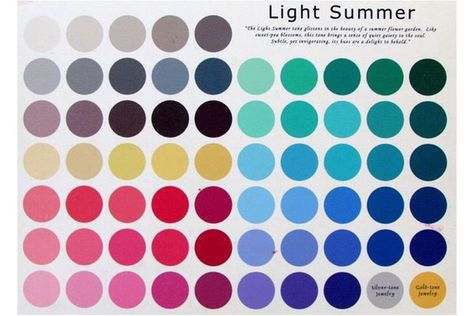 Light Summer
"The Light Summer tone glistens in the beauty of a summer flower garden. Like
sweet-pea blossoms, this tone brings a sense of quiet gaiety to the soul.
Subtle, yet invigorating, its hues are a delight to behold."
Silver-tone
Jewelry
Gold-tone
Jewelry